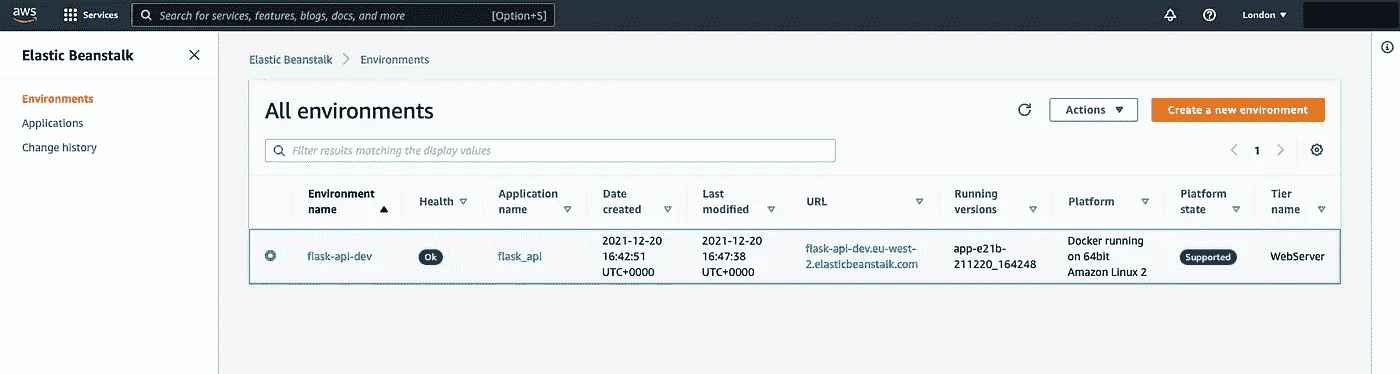 aws
Services
Search for services, features, blogs, docs, and more [Option+S]
London
Elastic Beanstalk
Environments
Applications
Change history
Elastic Beanstalk
Environments
All environments
Actions
Create a new environment
Filter results matching the display values
1
Environment
name
Health
Application
name
Date
created
Last
modified
URL
Running
versions
Platform
Platform
state
Tier
name
flask-api-dev
Ok
flask_api
2021-12-20
16:42:51
UTC+0000
2021-12-20
16:47:38
UTC+0000
flask-api-dev.eu-west-
2.elasticbeanstalk.com
app-e21b-
211220_164248
Docker running
on 64bit
Amazon Linux 2
Supported
WebServer